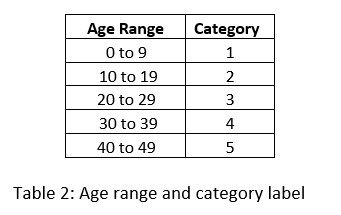 Age Range Category
0 to 9 1
10 to 19 2
20 to 29 3
30 to 39 4
40 to 49 5
Table 2: Age range and category label